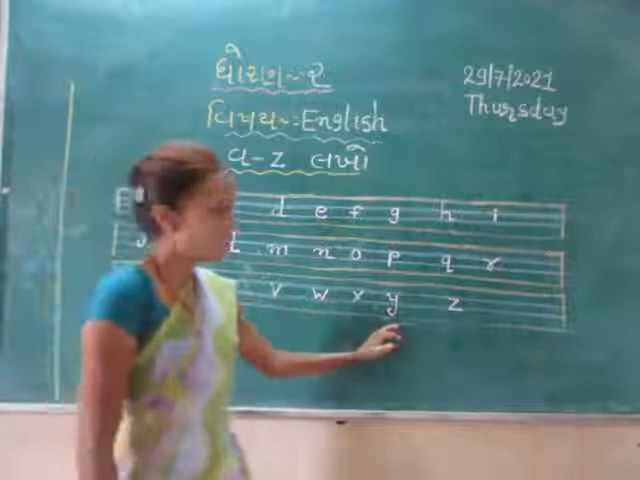 ધોરણ - ૨
29/7/2021
Thursday
વિષય :- English
a - z લખો
d e f g h i
l m n o p q r
v w x y z